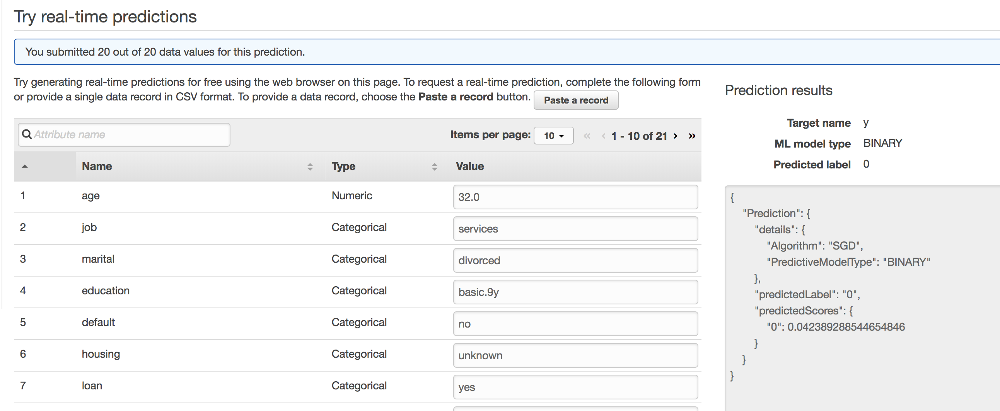 Try real-time predictions
You submitted 20 out of 20 data values for this prediction.
Try generating real-time predictions for free using the web browser on this page. To request a real-time prediction, complete the following form
or provide a single data record in CSV format. To provide a data record, choose the Paste a record button. Paste a record
Attribute name
Items per page: 10 « ‹ 1 - 10 of 21 › »
Name Type Value
1 age Numeric 32.0
2 job Categorical services
3 marital Categorical divorced
4 education Categorical basic.9y
5 default Categorical no
6 housing Categorical unknown
7 loan Categorical yes
Prediction results
Target name y
ML model type BINARY
Predicted label 0
{
"Prediction": {
"details": {
"Algorithm": "SGD",
"PredictiveModelType": "BINARY"
},
"predictedLabel": "0",
"predictedScores": {
"0": 0.042389288544654846
}
}
}